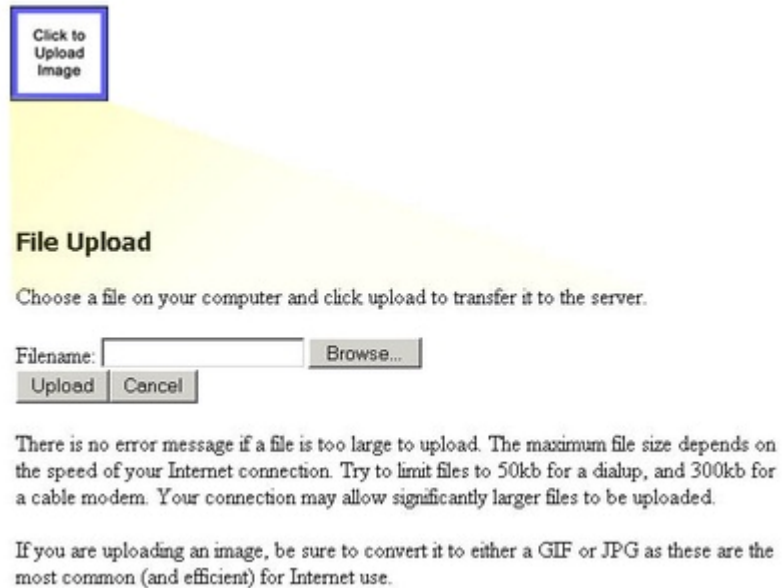 Click to
Upload
Image
File Upload
Choose a file on your computer and click upload to transfer it to the server.
Filename: Browse...
Upload Cancel
There is no error message if a file is too large to upload. The maximum file size depends on
the speed of your Internet connection. Try to limit files to 50kb for a dialup, and 300kb for
a cable modem. Your connection may allow significantly larger files to be uploaded.
If you are uploading an image, be sure to convert it to either a GIF or JPG as these are the
most common (and efficient) for Internet use.